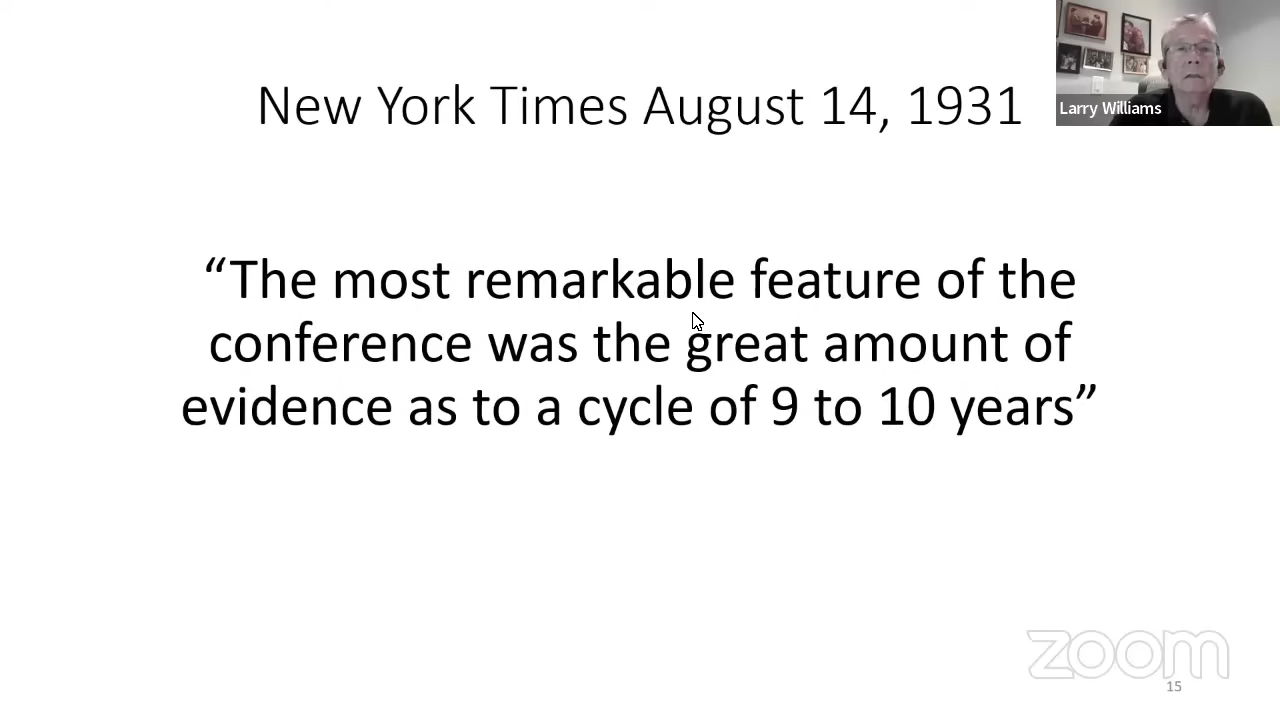 New York Times August 14, 1931
Larry Williams
“The most remarkable feature of the
conference was the great amount of
evidence as to a cycle of 9 to 10 years”
zoom
15